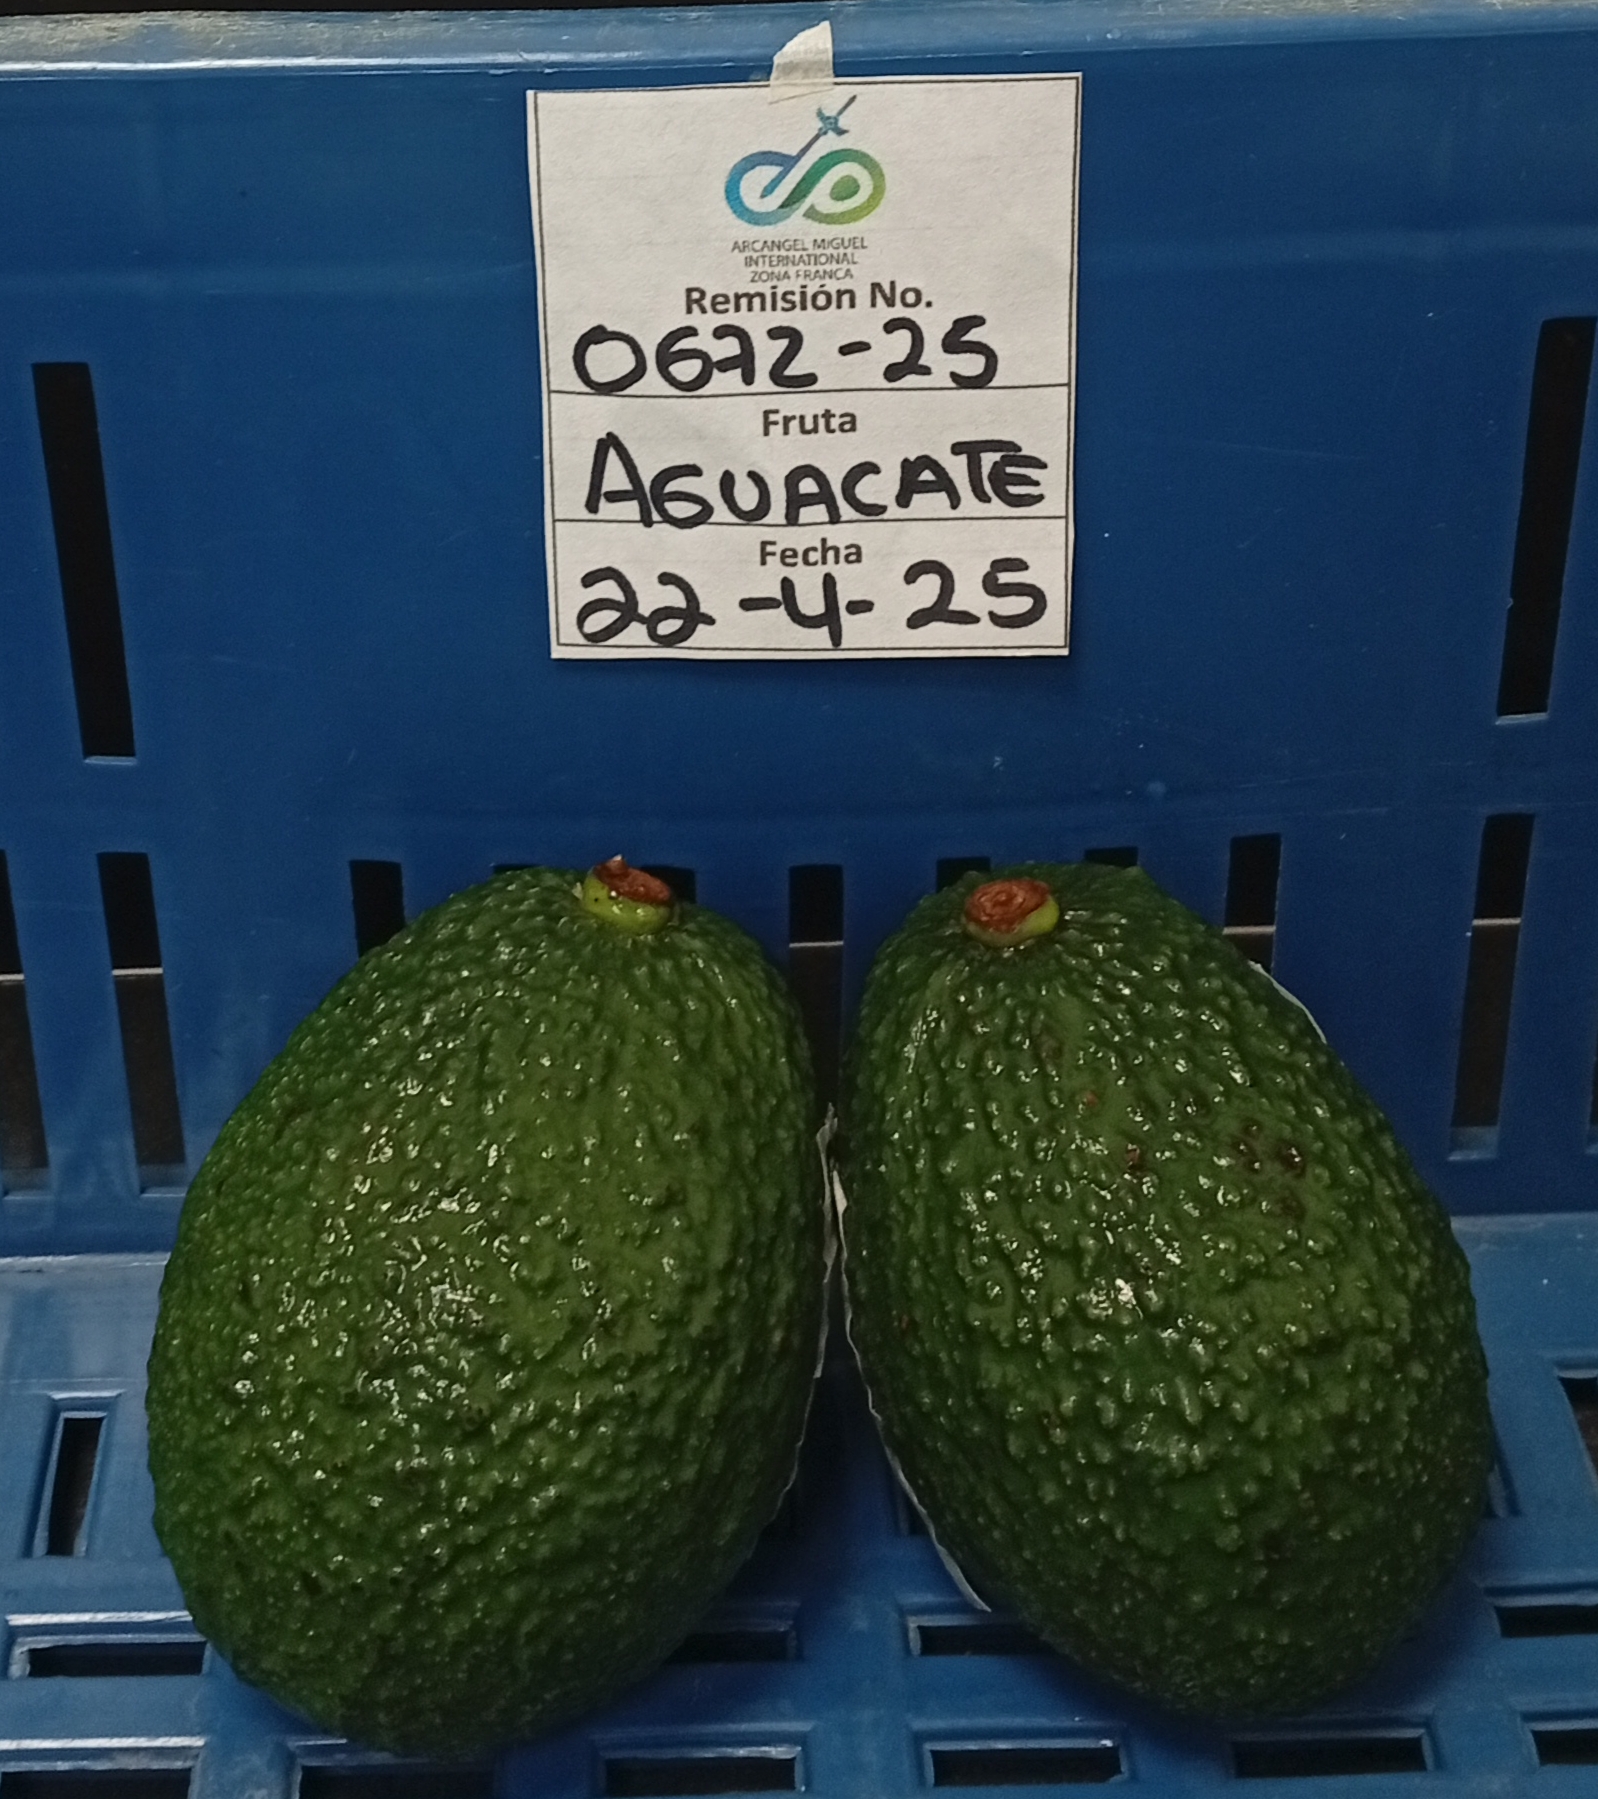 ARCANGEL MIGUEL
INTERNATIONAL
ZONA FRANCA
Remisión No.
0672-25
Fruta
AGUACATE
Fecha
22-4-25